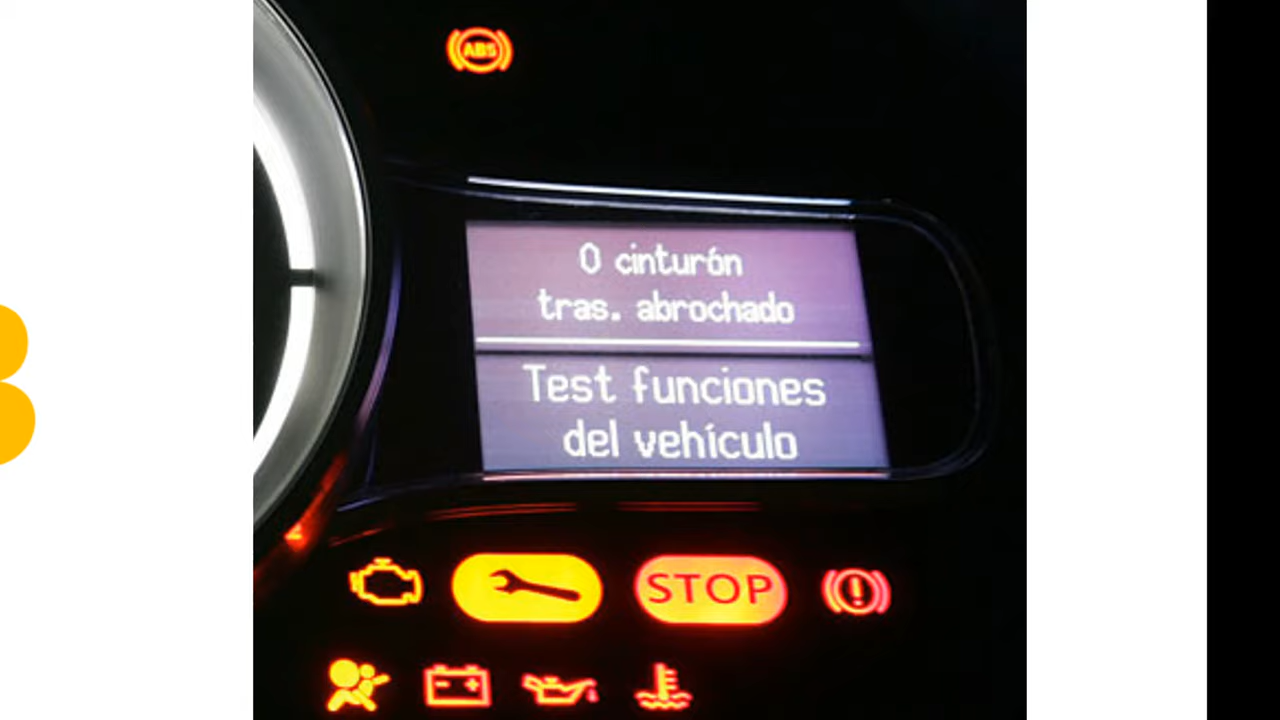 ABS
0 cinturón
tras. abrochado
Test funciones
del vehículo
STOP